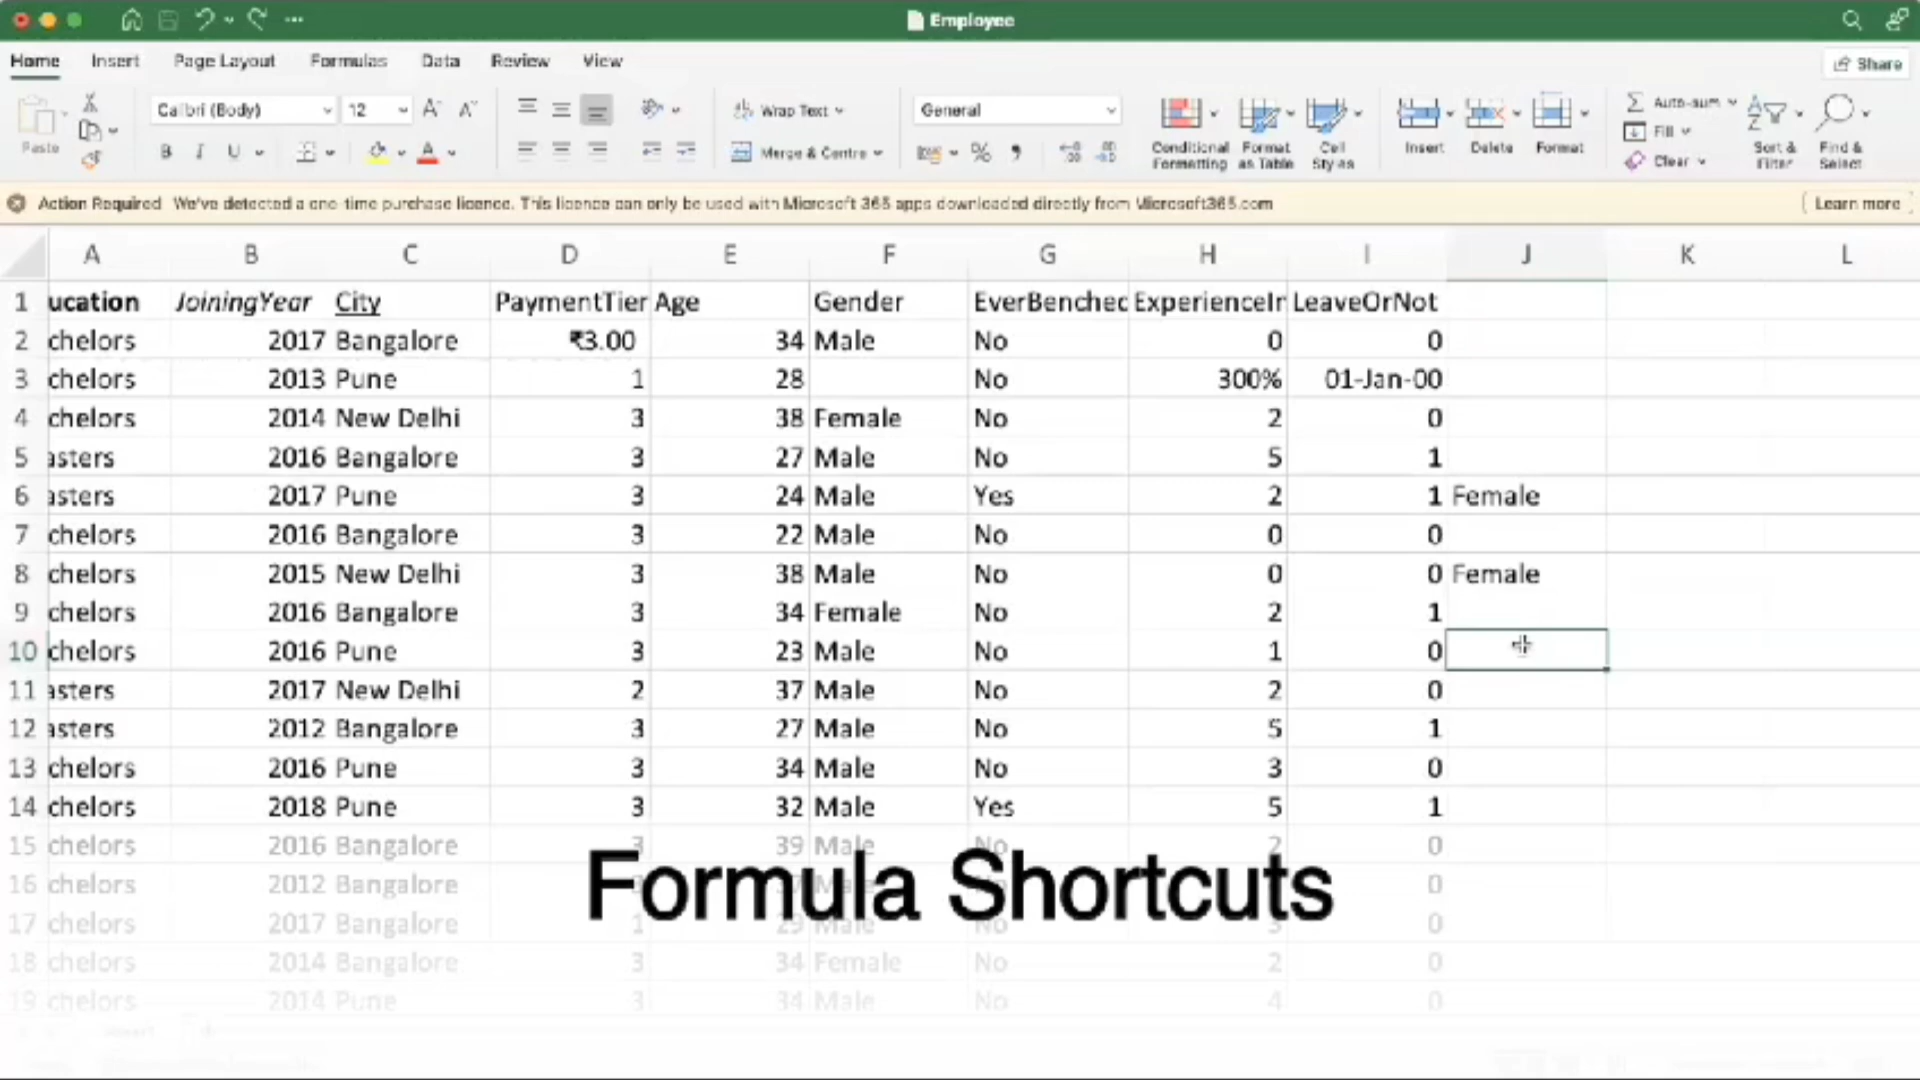 Employee
Home Insert Page Layout Formulas Data Review View Share
Paste Calibri (Body) 12 Wrap Text General Conditional Formatting Format as Table Cell Styles Insert Delete Format Auto-sum Sort & Filter Find & Select
B I U Merge & Centre Fill
Clear
Action Required We've detected a one-time purchase licence. This licence can only be used with Microsoft 365 apps downloaded directly from Microsoft365.com Learn more
A B C D E F G H I J K L
1 ucation JoiningYear City PaymentTier Age Gender EverBenched ExperienceIn LeaveOrNot
2 chelors 2017 Bangalore ₹3.00 34 Male No 0 0
3 chelors 2013 Pune 1 28 No 300% 01-Jan-00
4 chelors 2014 New Delhi 3 38 Female No 2 0
5 asters 2016 Bangalore 3 27 Male No 5 1
6 asters 2017 Pune 3 24 Male Yes 2 1 Female
7 chelors 2016 Bangalore 3 22 Male No 0 0
8 chelors 2015 New Delhi 3 38 Male No 0 0 Female
9 chelors 2016 Bangalore 3 34 Female No 2 1
10 chelors 2016 Pune 3 23 Male No 1 0
11 asters 2017 New Delhi 2 37 Male No 2 0
12 asters 2012 Bangalore 3 27 Male No 5 1
13 chelors 2016 Pune 3 34 Male No 3 0
14 chelors 2018 Pune 3 32 Male Yes 5 1
15 chelors 2016 Bangalore 3 39 Male No 2 0
16 chelors 2012 Bangalore Male 0
17 chelors 2017 Bangalore 1 29 Male 0
Formula Shortcuts
18 chelors 2014 Bangalore 3 34 Female No 2 0
19 chelors 2014 Pune 3 34 Male No 4 0